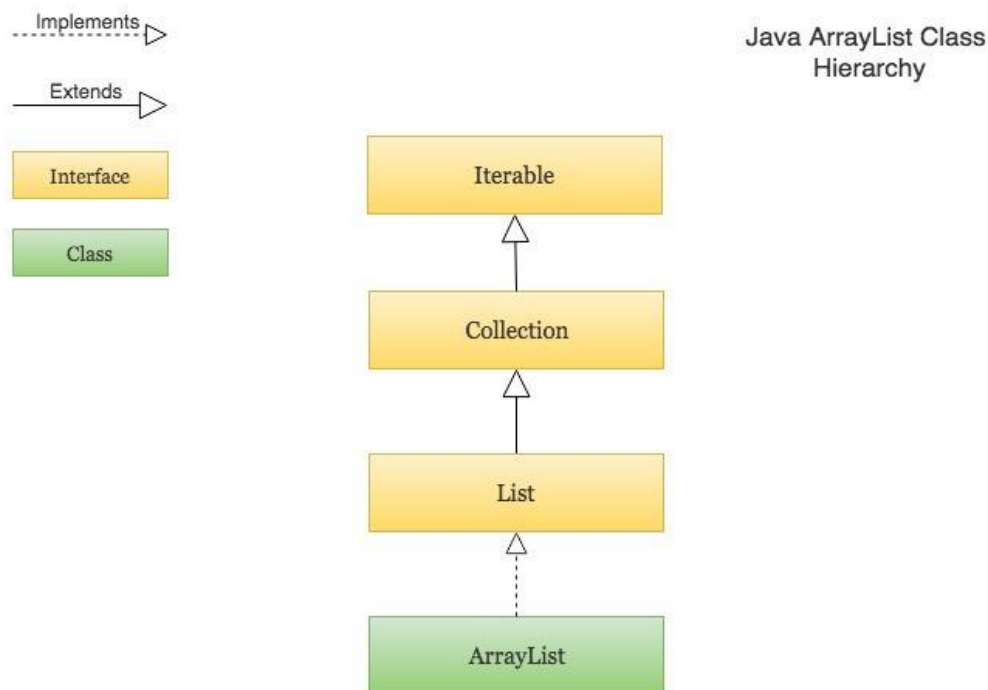 Implements
Extends
Interface
Class
Java ArrayList Class
Hierarchy
Iterable
Collection
List
ArrayList